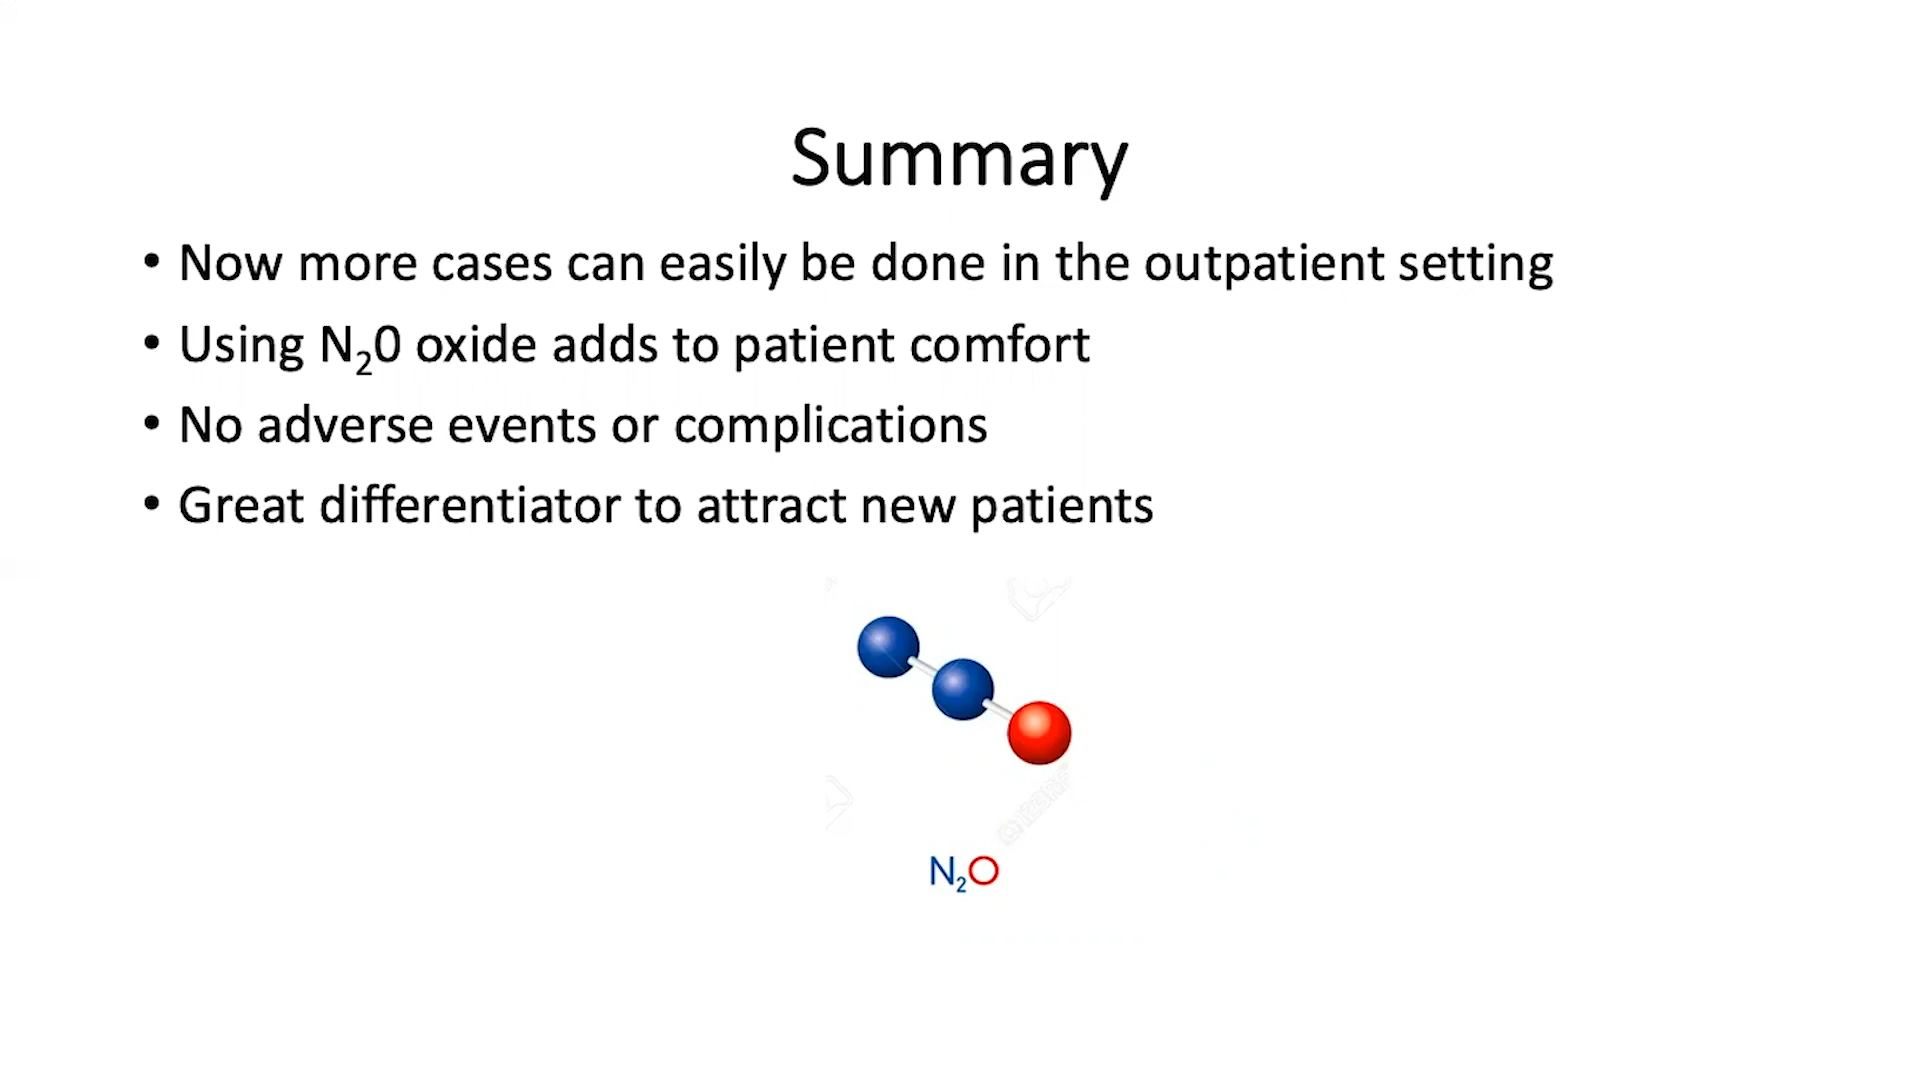 Summary
• Now more cases can easily be done in the outpatient setting
• Using N₂0 oxide adds to patient comfort
• No adverse events or complications
• Great differentiator to attract new patients
©123RF
N₂O